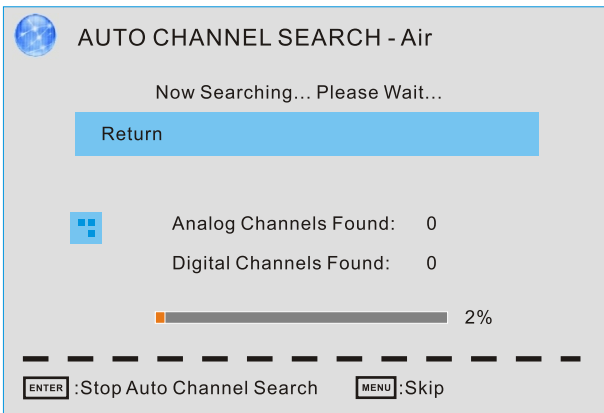 AUTO CHANNEL SEARCH - Air
Now Searching... Please Wait...
Return
Analog Channels Found: 0
Digital Channels Found: 0
2%
ENTER :Stop Auto Channel Search MENU :Skip